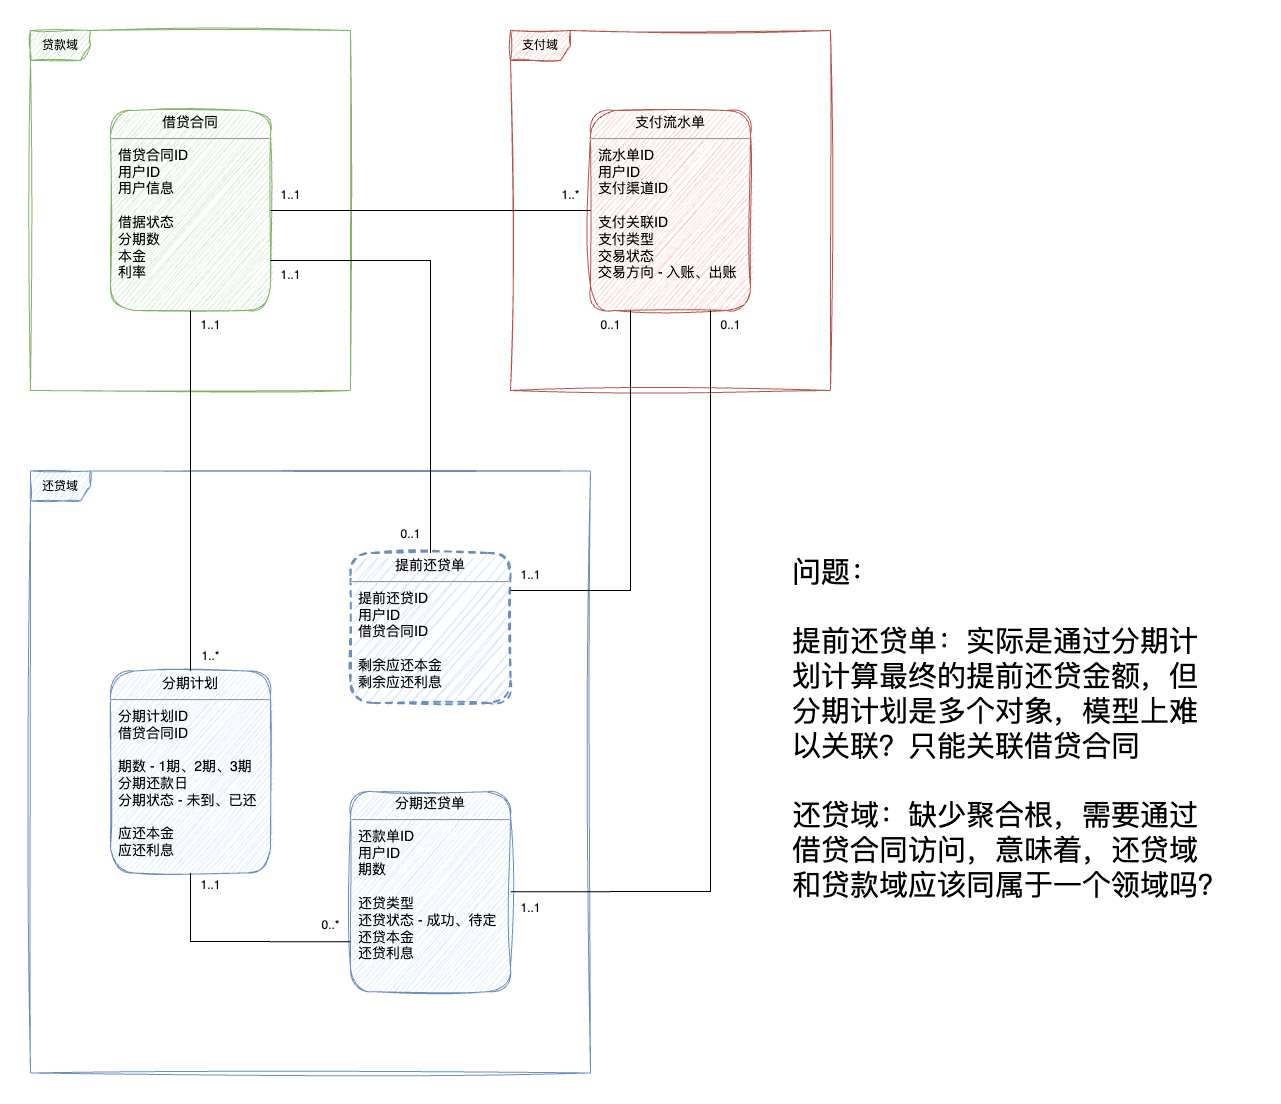 贷款域
支付域
借贷合同
借贷合同ID
用户ID
用户信息
借据状态
分期数
本金
利率
支付流水单
流水单ID
用户ID
支付渠道ID
支付关联ID
支付类型
交易状态
交易方向 - 入账、出账
1..1
1..*
1..1
1..1
0..1
0..1
还贷域
0..1
提前还贷单
提前还贷ID
用户ID
借贷合同ID
剩余应还本金
剩余应还利息
1..1
1..*
分期计划
分期计划ID
借贷合同ID
期数 - 1期、2期、3期
分期还款日
分期状态 - 未到、已还
应还本金
应还利息
1..1
0..*
分期还贷单
还款单ID
用户ID
期数
还贷类型
还贷状态 - 成功、待定
还贷本金
还贷利息
1..1
问题：
提前还贷单：实际是通过分期计
划计算最终的提前还贷金额，但
分期计划是多个对象，模型上难
以关联？只能关联借贷合同
还贷域：缺少聚合根，需要通过
借贷合同访问，意味着，还贷域
和贷款域应该同属于一个领域吗？